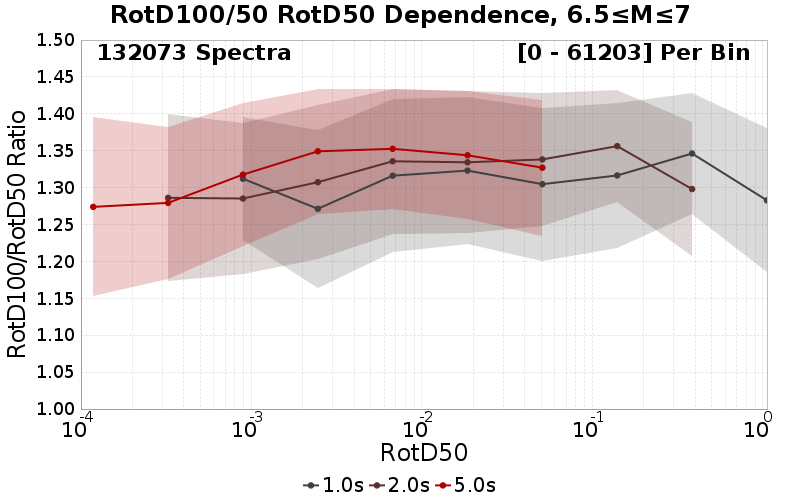 RotD100/50 RotD50 Dependence, 6.5≤M≤7
132073 Spectra
[0 - 61203] Per Bin
RotD100/RotD50 Ratio
1.50
1.45
1.40
1.35
1.30
1.25
1.20
1.15
1.10
1.05
1.00
10^-4 10^-3 10^-2 10^-1 10^0
RotD50
1.0s 2.0s 5.0s